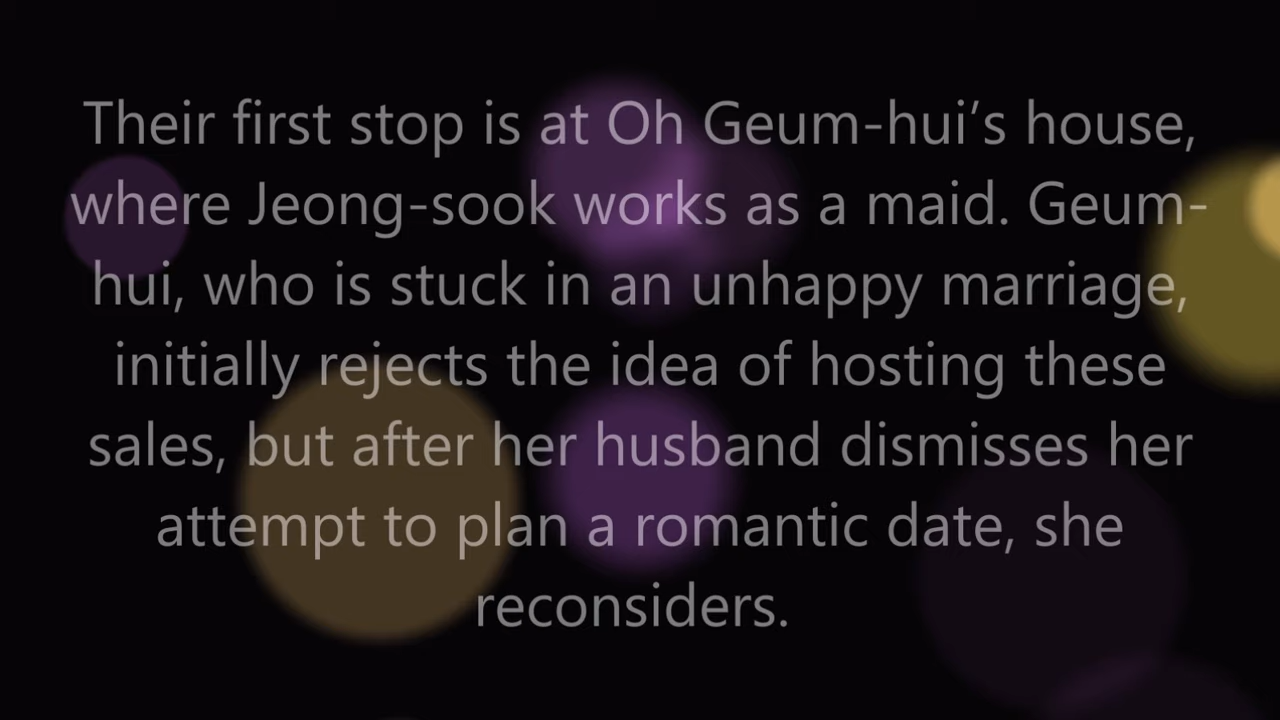 Their first stop is at Oh Geum-hui’s house,
where Jeong-sook works as a maid. Geum-
hui, who is stuck in an unhappy marriage,
initially rejects the idea of hosting these
sales, but after her husband dismisses her
attempt to plan a romantic date, she
reconsiders.